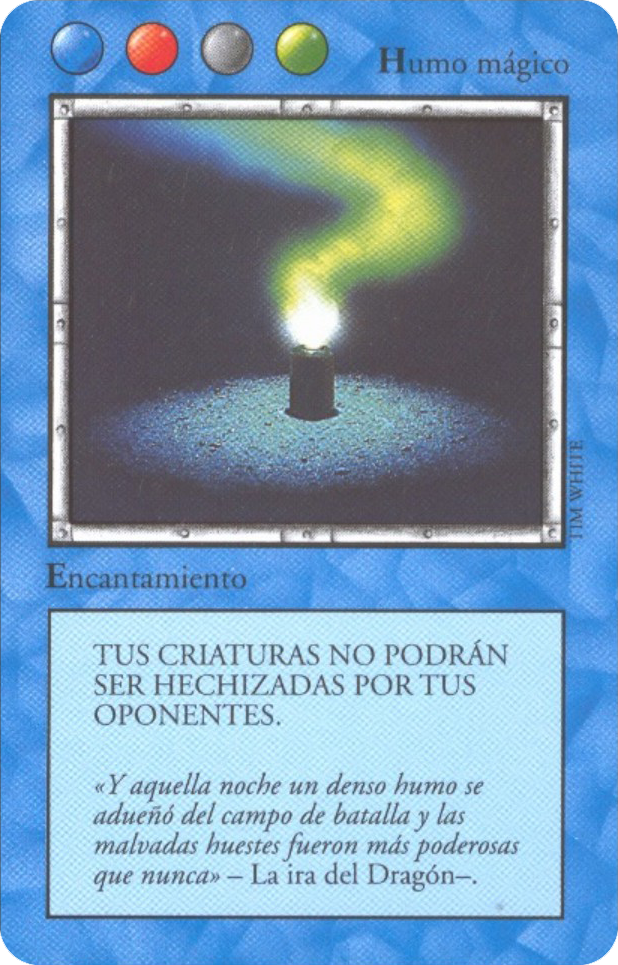 Humo mágico
TIM WHITE
Encantamiento
TUS CRIATURAS NO PODRÁN
SER HECHIZADAS POR TUS
OPONENTES.
«Y aquella noche un denso humo se
adueñó del campo de batalla y las
malvadas huestes fueron más poderosas
que nunca» – La ira del Dragón–.